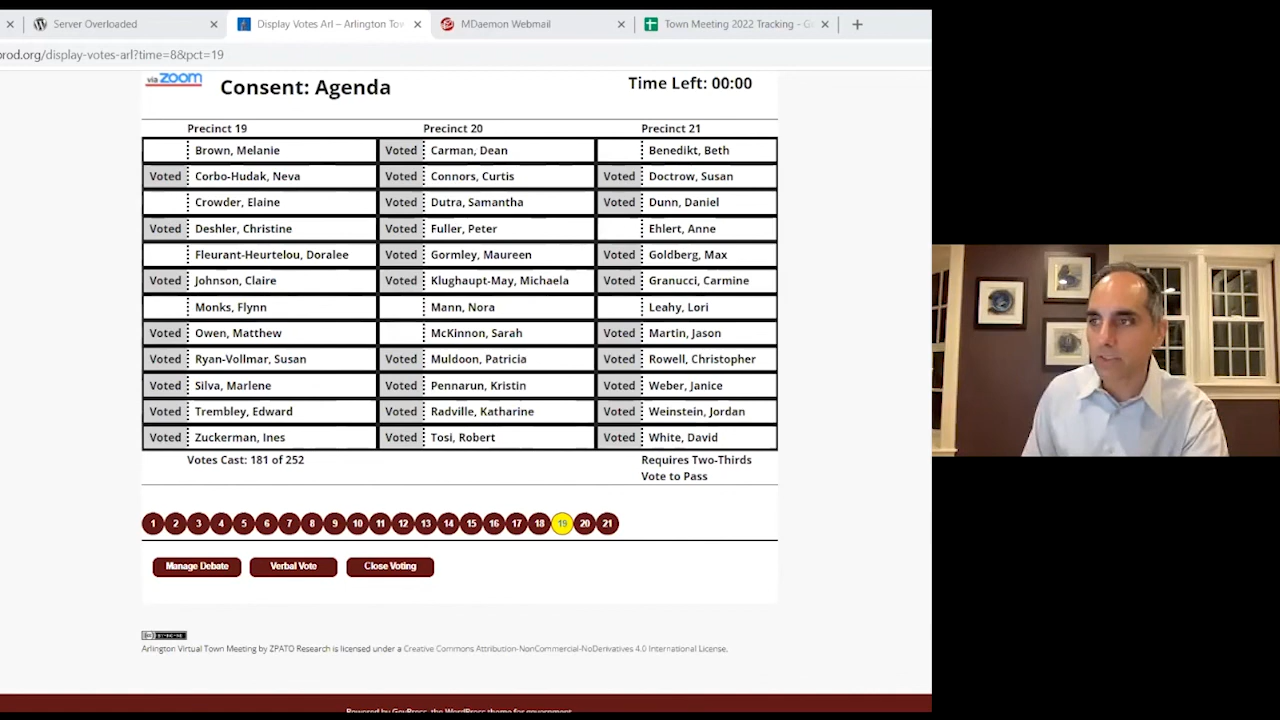 Server Overloaded Display Votes Arl – Arlington Tow MDaemon Webmail Town Meeting 2022 Tracking - G
prod.org/display-votes-arl?time=8&pct=19
via zoom Consent: Agenda Time Left: 00:00
Precinct 19 Precinct 20 Precinct 21
Brown, Melanie Voted Carman, Dean Benedikt, Beth
Voted Corbo-Hudak, Neva Voted Connors, Curtis Voted Doctrow, Susan
Crowder, Elaine Voted Dutra, Samantha Voted Dunn, Daniel
Voted Deshler, Christine Voted Fuller, Peter Ehlert, Anne
Fleurant-Heurtelou, Doralee Voted Gormley, Maureen Voted Goldberg, Max
Voted Johnson, Claire Voted Klughaupt-May, Michaela Voted Granucci, Carmine
Monks, Flynn Mann, Nora Leahy, Lori
Voted Owen, Matthew McKinnon, Sarah Voted Martin, Jason
Voted Ryan-Vollmar, Susan Voted Muldoon, Patricia Voted Rowell, Christopher
Voted Silva, Marlene Voted Pennarun, Kristin Voted Weber, Janice
Voted Trembley, Edward Voted Radville, Katharine Voted Weinstein, Jordan
Voted Zuckerman, Ines Voted Tosi, Robert Voted White, David
Votes Cast: 181 of 252 Requires Two-Thirds
Vote to Pass
1 2 3 4 5 6 7 8 9 10 11 12 13 14 15 16 17 18 19 20 21
Manage Debate Verbal Vote Close Voting
Arlington Virtual Town Meeting by ZPATO Research is licensed under a Creative Commons Attribution-NonCommercial-NoDerivatives 4.0 International License.
Powered by GovPress, the WordPress theme for government.